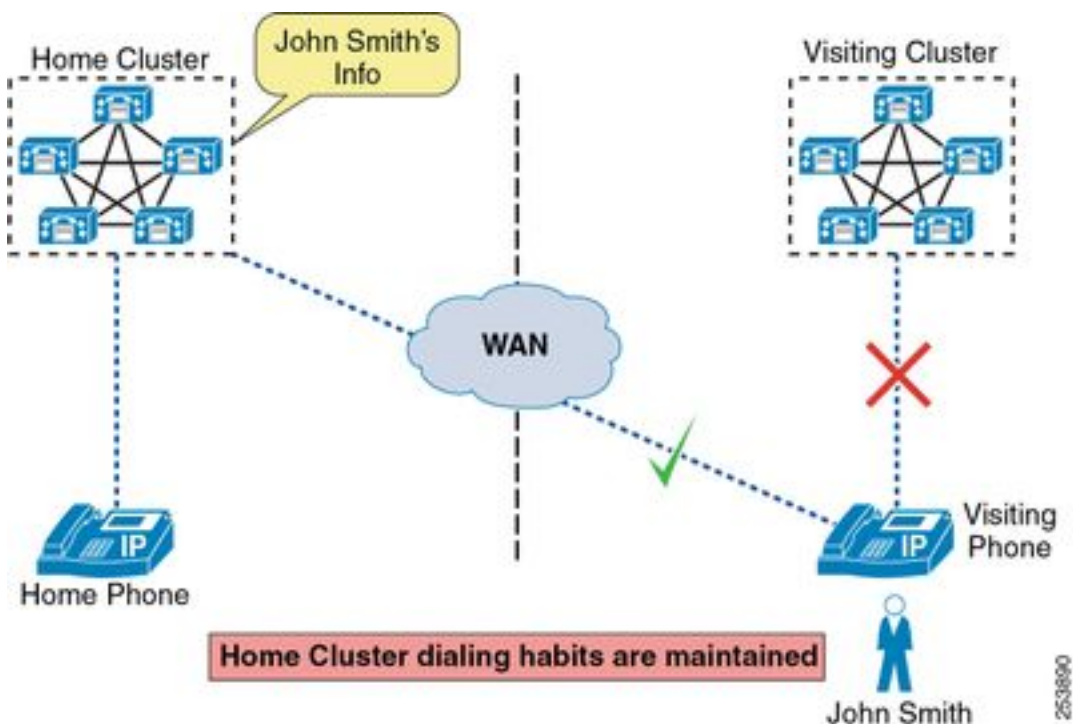 Home Cluster
John Smith's
Info
Visiting Cluster
WAN
IP
Home Phone
IP
Visiting
Phone
Home Cluster dialing habits are maintained
John Smith
253890